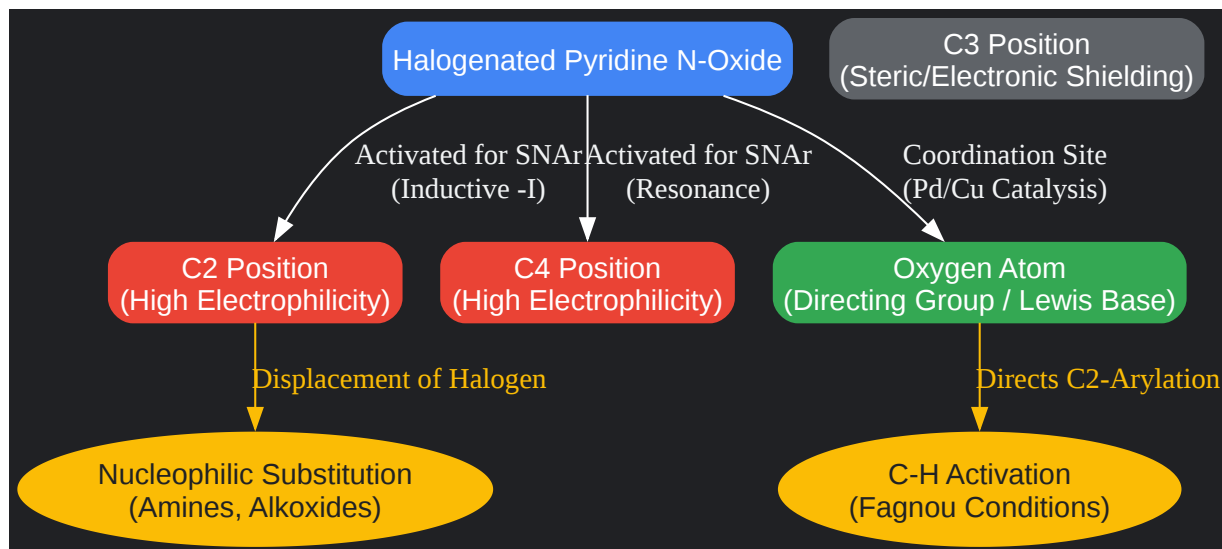 Halogenated Pyridine N-Oxide
C3 Position
(Steric/Electronic Shielding)
Activated for SNAr
(Inductive -I)
Activated for SNAr
(Resonance)
Coordination Site
(Pd/Cu Catalysis)
C2 Position
(High Electrophilicity)
C4 Position
(High Electrophilicity)
Oxygen Atom
(Directing Group / Lewis Base)
Displacement of Halogen
Directs C2-Arylation
Nucleophilic Substitution
(Amines, Alkoxides)
C-H Activation
(Fagnou Conditions)